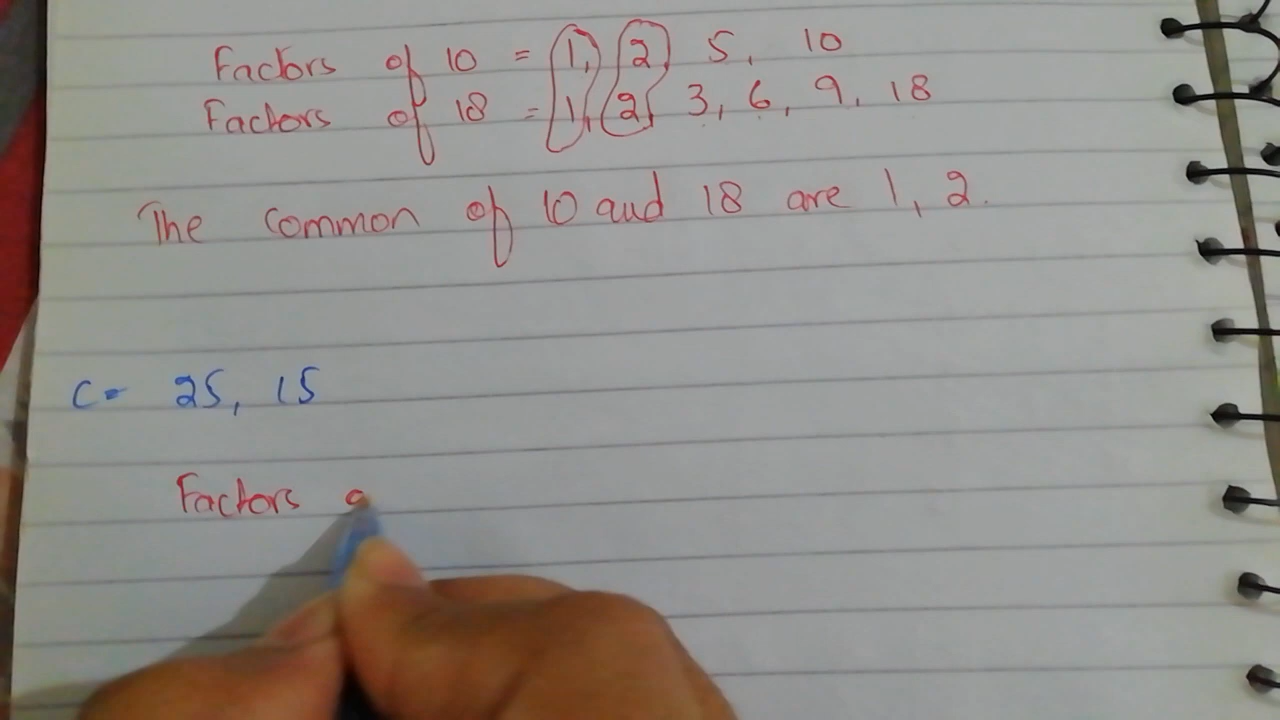 Factors of 10 = 1, 2, 5, 10
Factors of 18 = 1, 2, 3, 6, 9, 18
The common of 10 and 18 are 1, 2.
C= 25, 15
Factors o